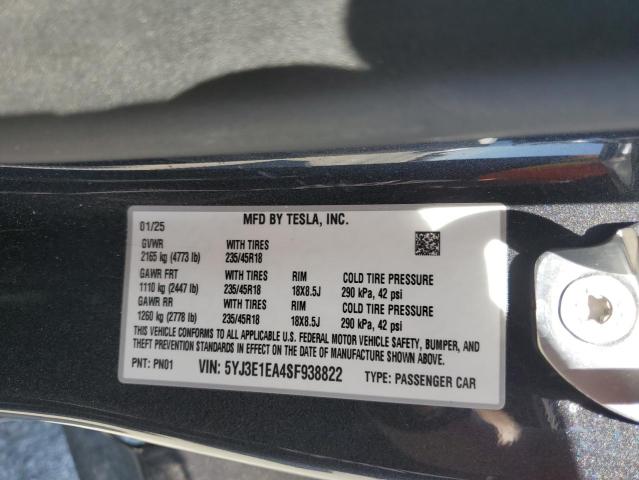 MFD BY TESLA, INC.
01/25
GVWR WITH TIRES
2165 kg (4773 lb) 235/45R18
GAWR FRT WITH TIRES RIM COLD TIRE PRESSURE
1110 kg (2447 lb) 235/45R18 18X8.5J 290 kPa, 42 psi
GAWR RR WITH TIRES RIM COLD TIRE PRESSURE
1260 kg (2778 lb) 235/45R18 18X8.5J 290 kPa, 42 psi
THIS VEHICLE CONFORMS TO ALL APPLICABLE U.S. FEDERAL MOTOR VEHICLE SAFETY, BUMPER, AND
THEFT PREVENTION STANDARDS IN EFFECT ON THE DATE OF MANUFACTURE SHOWN ABOVE.
PNT: PN01 VIN: 5YJ3E1EA4SF938822 TYPE: PASSENGER CAR